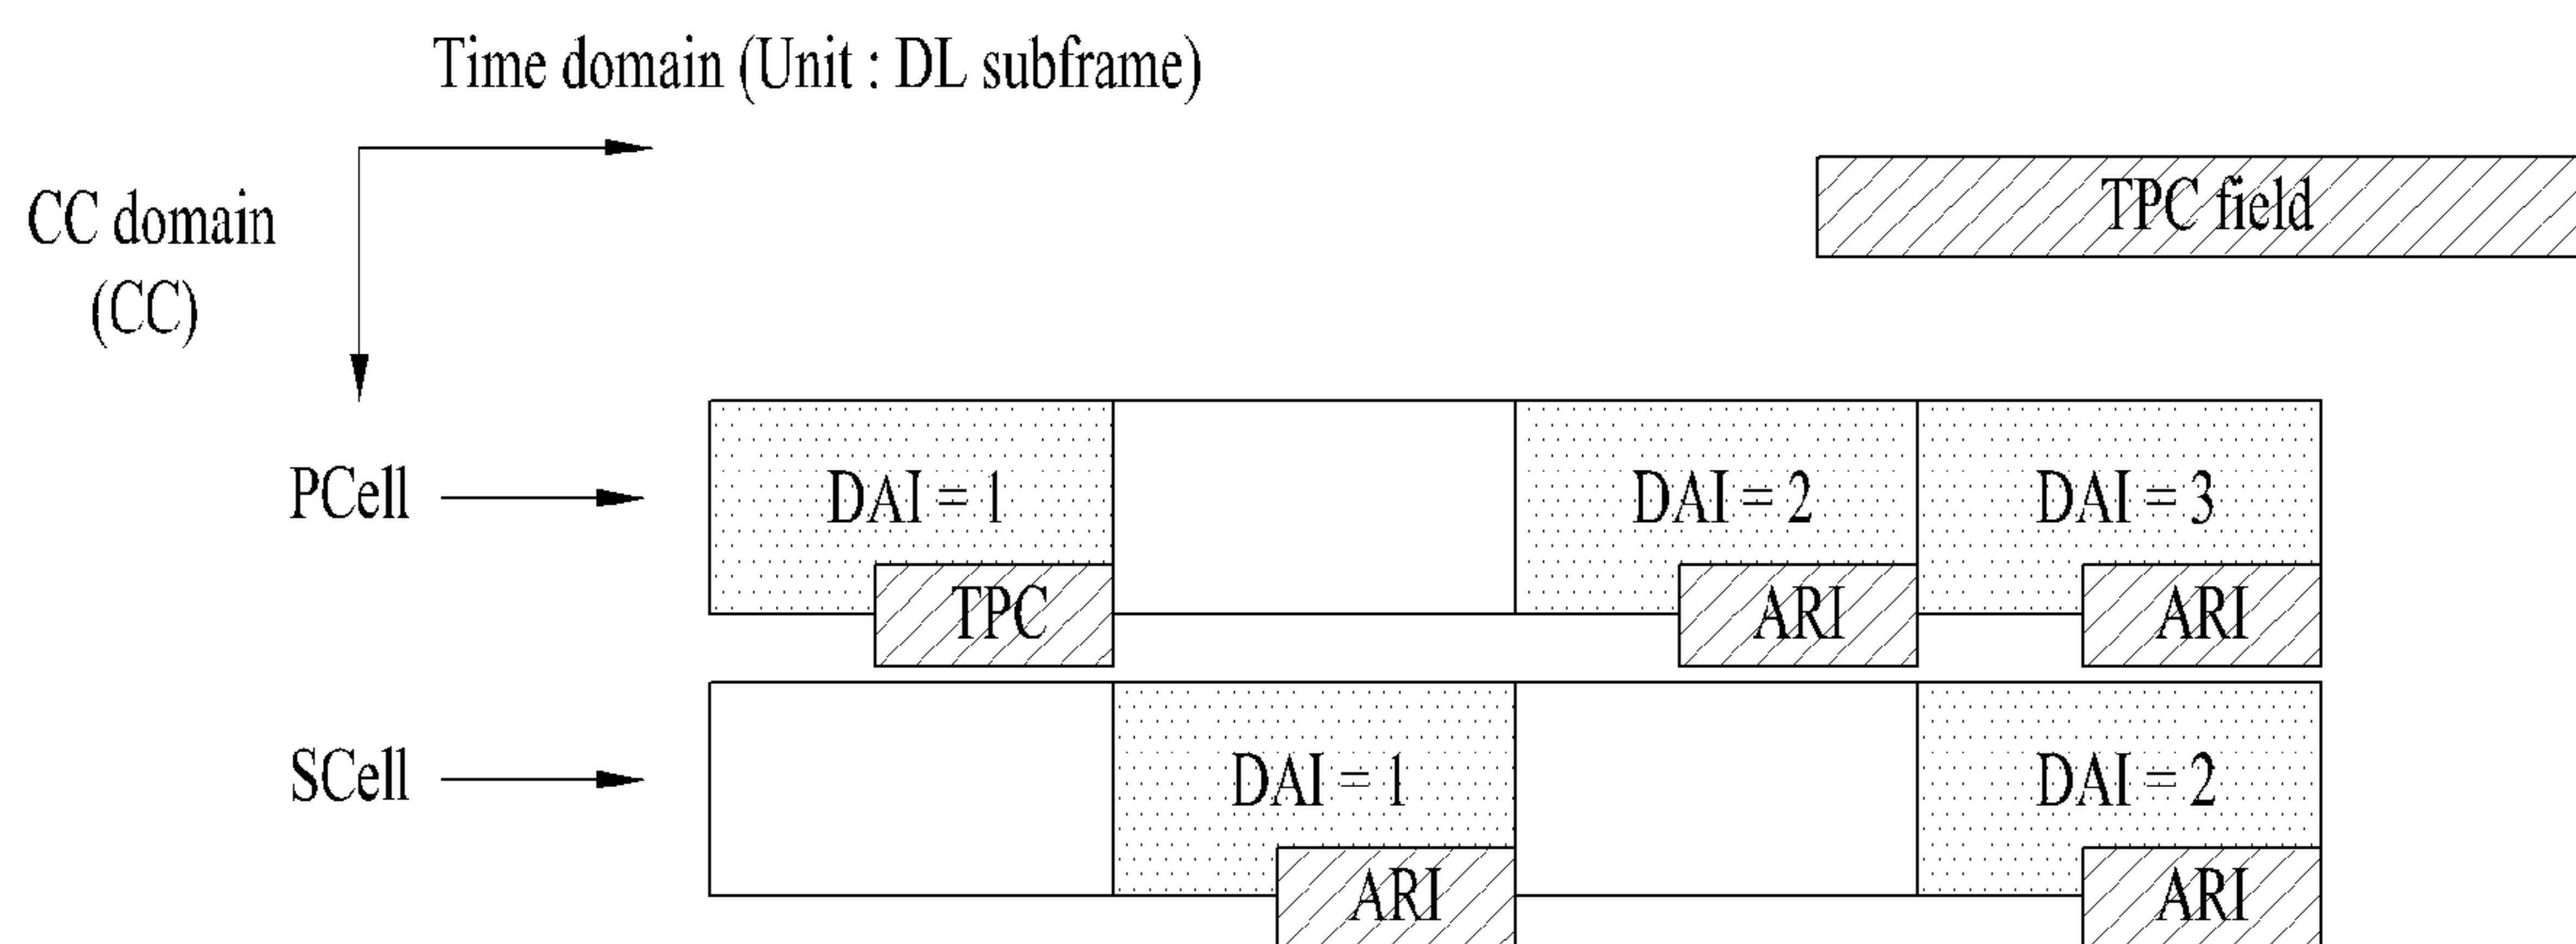 Time domain (Unit : DL subframe)
CC domain
(CC)
TPC field
PCell
DAI = 1
DAI = 2
DAI = 3
TPC
ARI
ARI
SCell
DAI = 1
DAI = 2
ARI
ARI